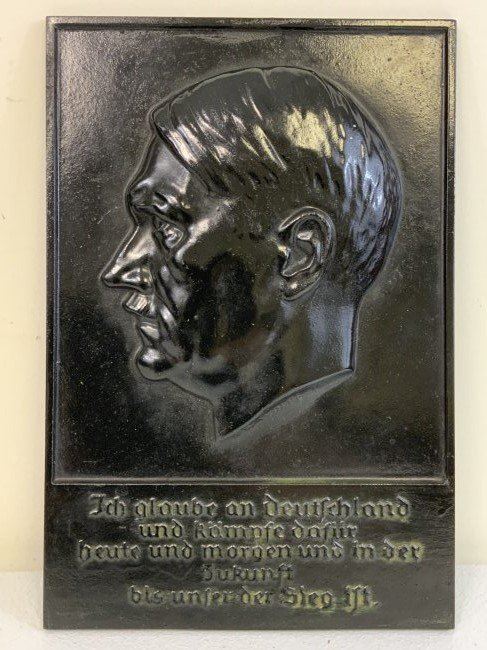 Ich glaube an Deutschland
und kämpfe dafür
heute und morgen und in der
Zukunft
bis unser der Sieg ist.